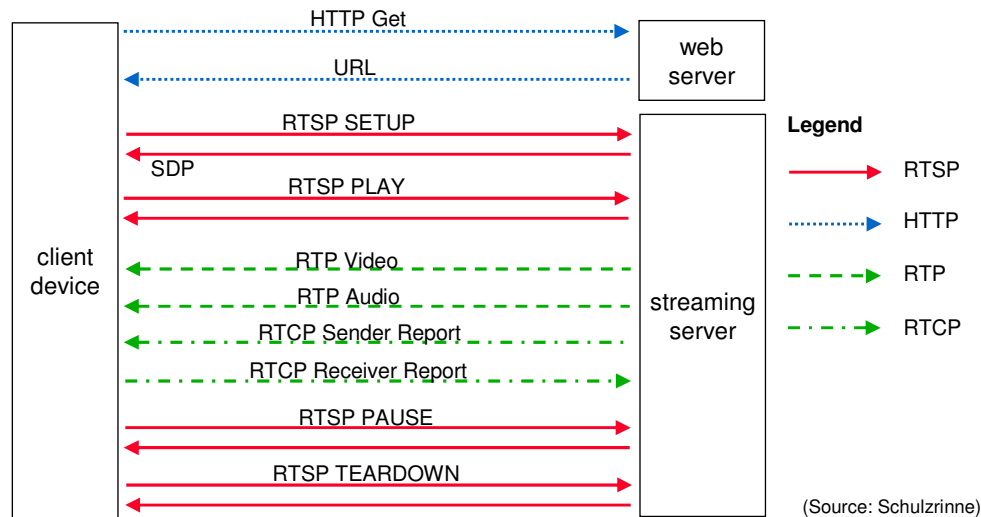 HTTP Get
web
server
URL
RTSP SETUP
SDP
RTSP PLAY
client
device
RTP Video
RTP Audio
RTCP Sender Report
RTCP Receiver Report
streaming
server
RTSP PAUSE
RTSP TEARDOWN
Legend
RTSP
HTTP
RTP
RTCP
(Source: Schulzrinne)